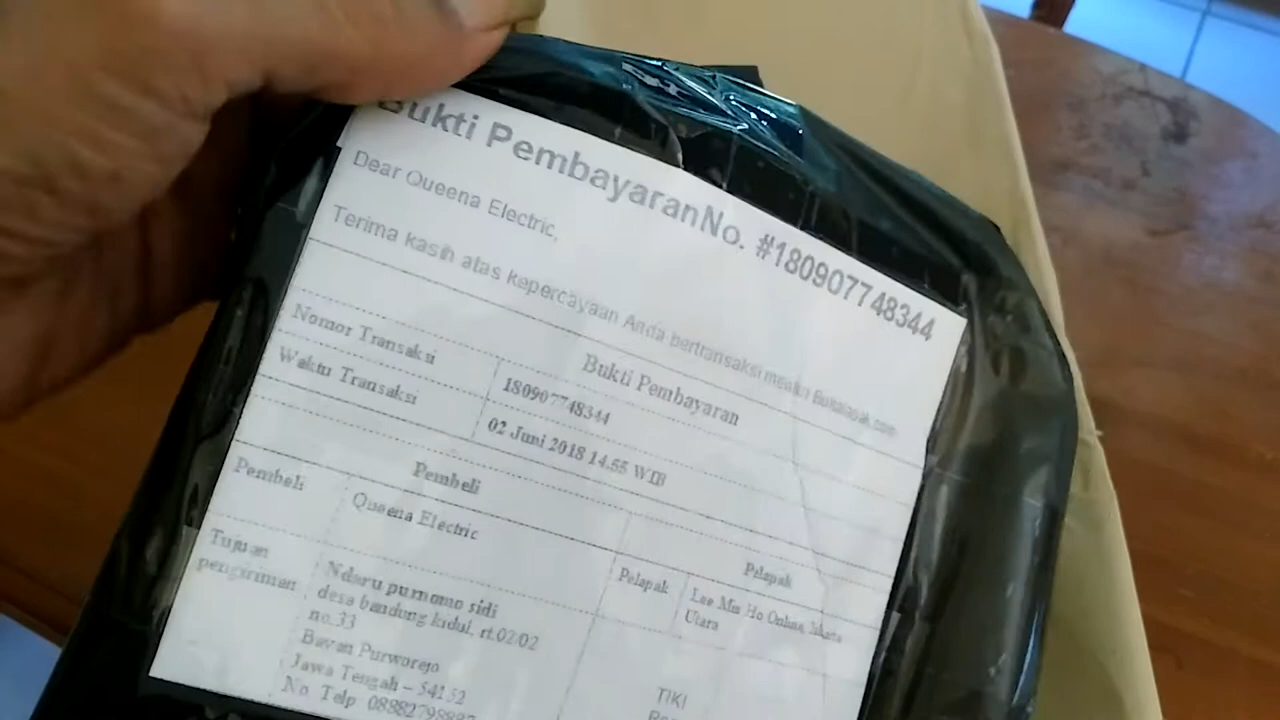 Bukti PembayaranNo. #180907748344
Dear Queena Electric,
Terima kasih atas kepercayaan Anda bertransaksi melalui Bukalapak.com
Bukti Pembayaran
Nomor Transaksi 180907748344
Waktu Transaksi 02 Juni 2018 14.55 WIB
Pembeli Pelapak
Pembeli Queena Electric Pelapak Lee Min Ho Online, Jakarta
Utara
Tujuan
pengiriman
Ndaru purnomo sidi
desa bandung kidul, rt.02/02
no.33
Bayan Purworejo
Jawa Tengah – 54152
No Telp
TIKI